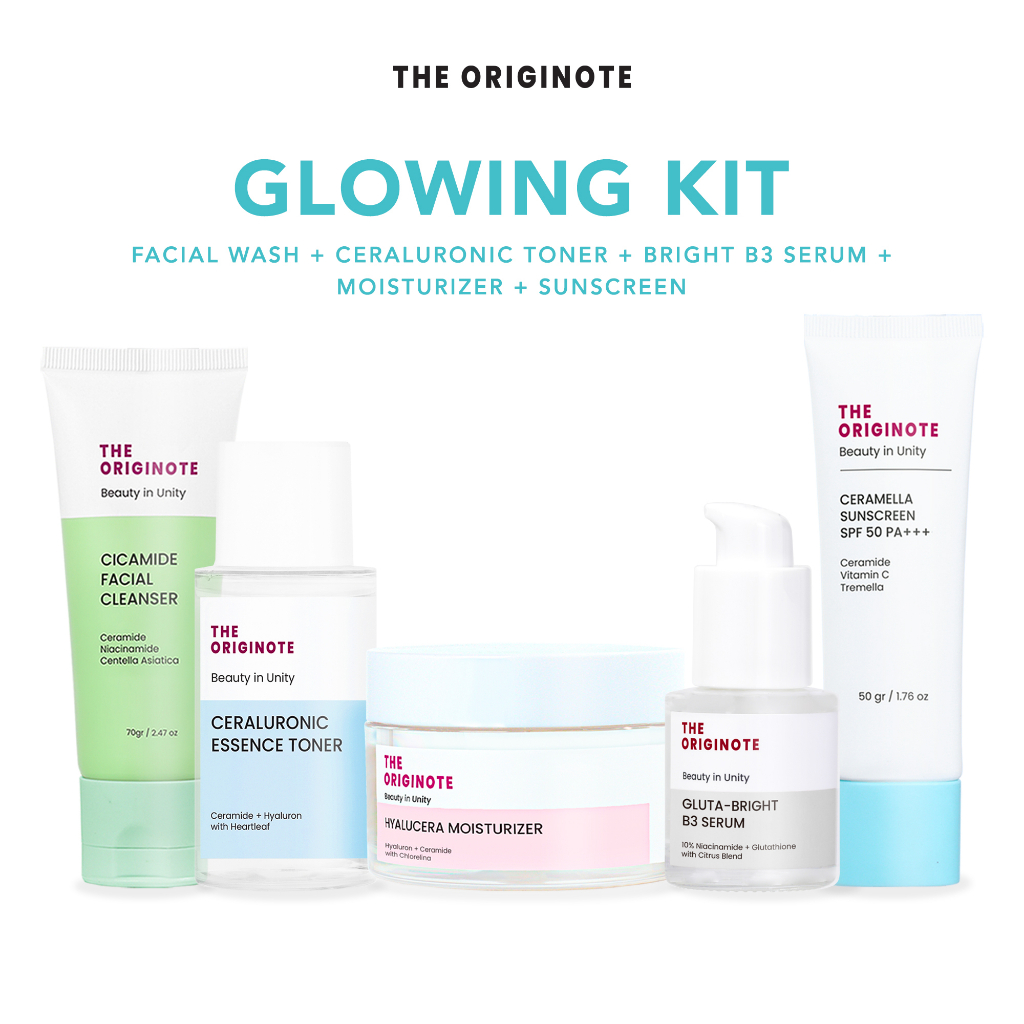 THE ORIGINOTE
GLOWING KIT
FACIAL WASH + CERALURONIC TONER + BRIGHT B3 SERUM +
MOISTURIZER + SUNSCREEN
THE
ORIGINOTE
Beauty in Unity
CICAMIDE
FACIAL
CLEANSER
Ceramide
Niacinamide
Centella Asiatica
70gr / 2.47 oz
THE
ORIGINOTE
Beauty in Unity
CERALURONIC
ESSENCE TONER
Ceramide + Hyaluron
with Heartleaf
THE
ORIGINOTE
Beauty in Unity
HYALUCERA MOISTURIZER
Hyaluron + Ceramide
with Chlorelina
THE
ORIGINOTE
Beauty in Unity
GLUTA-BRIGHT
B3 SERUM
10% Niacinamide + Glutathione
with Citrus Blend
THE
ORIGINOTE
Beauty in Unity
CERAMELLA
SUNSCREEN
SPF 50 PA+++
Ceramide
Vitamin C
Tremella
50 gr / 1.76 oz